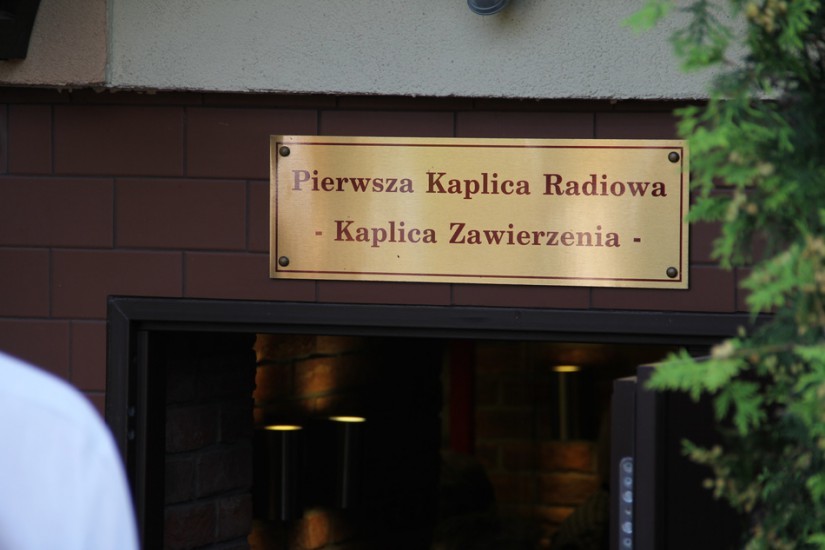 Pierwsza Kaplica Radiowa
- Kaplica Zawierzenia -